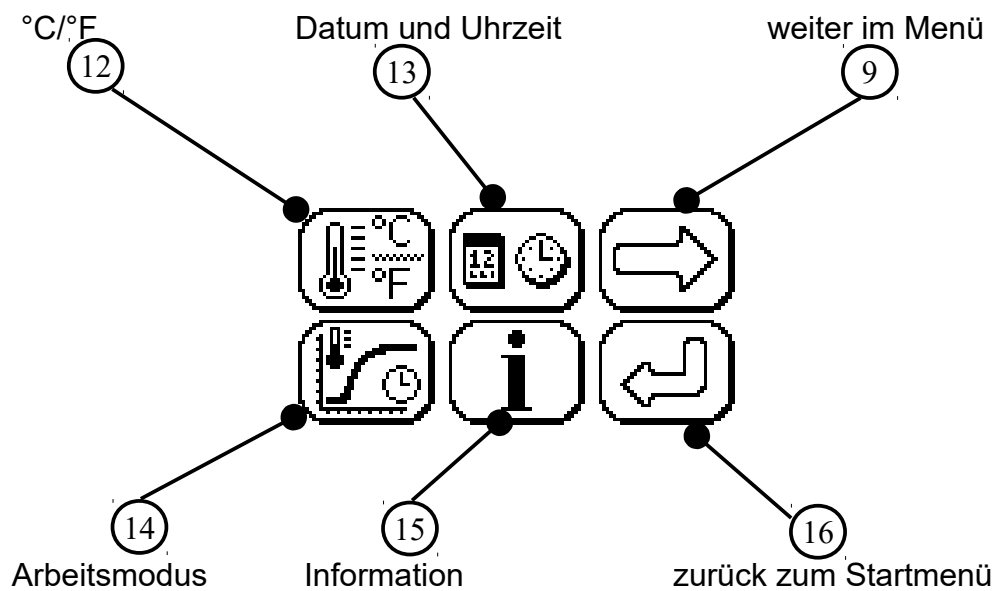 °C/°F Datum und Uhrzeit weiter im Menü
12 13 9
°C
°F
12
i
14 15 16
Arbeitsmodus Information zurück zum Startmenü